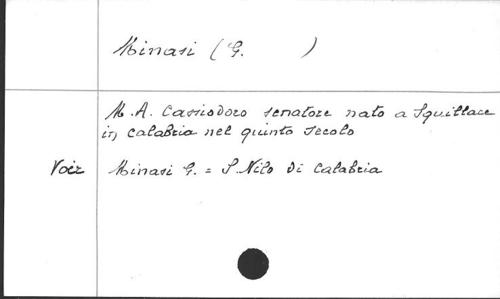 Minasi (G. )
M. A. Cassiodoro senatore nato a Squillace
in Calabria nel quinto secolo
Voir Minasi G. = S. Nilo di Calabria